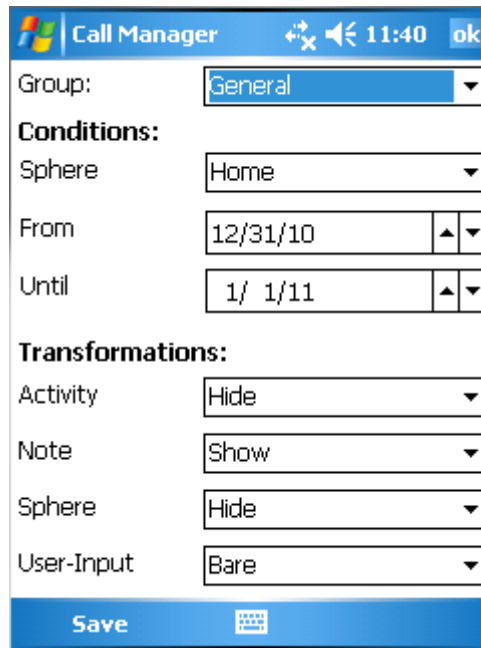 Call Manager 11:40 ok
Group: General
Conditions:
Sphere Home
From 12/31/10
Until 1/ 1/11
Transformations:
Activity Hide
Note Show
Sphere Hide
User-Input Bare
Save